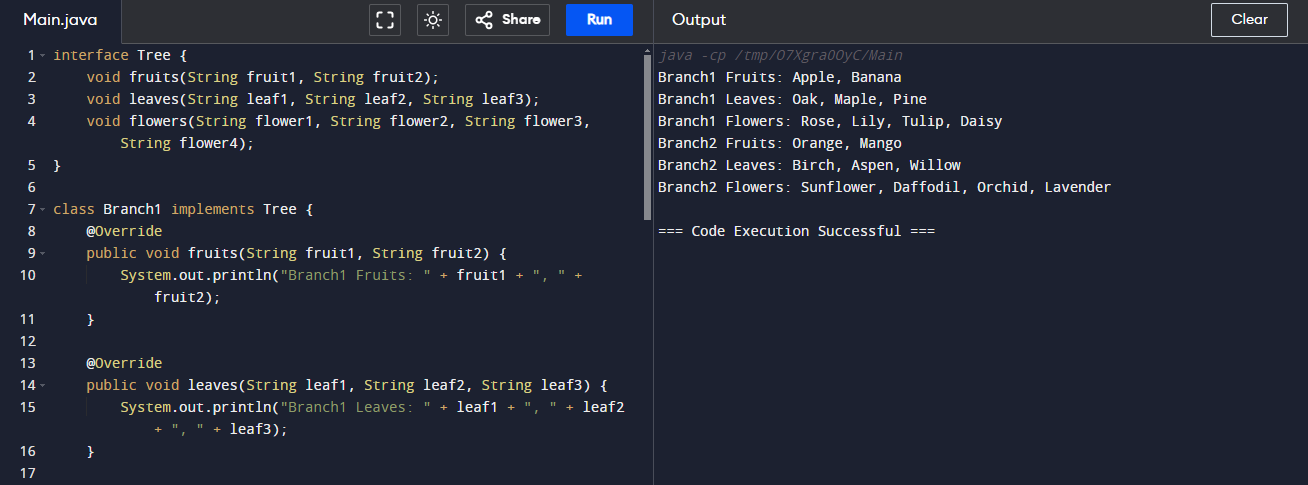 Main.java
Share
Run
Output
Clear
1 interface Tree {
2     void fruits(String fruit1, String fruit2);
3     void leaves(String leaf1, String leaf2, String leaf3);
4     void flowers(String flower1, String flower2, String flower3,
        String flower4);
5 }
6
7 class Branch1 implements Tree {
8     @Override
9     public void fruits(String fruit1, String fruit2) {
10         System.out.println("Branch1 Fruits: " + fruit1 + ", " +
            fruit2);
11     }
12
13     @Override
14     public void leaves(String leaf1, String leaf2, String leaf3) {
15         System.out.println("Branch1 Leaves: " + leaf1 + ", " + leaf2
            + ", " + leaf3);
16     }
17
java -cp /tmp/O7Xgra0OyC/Main
Branch1 Fruits: Apple, Banana
Branch1 Leaves: Oak, Maple, Pine
Branch1 Flowers: Rose, Lily, Tulip, Daisy
Branch2 Fruits: Orange, Mango
Branch2 Leaves: Birch, Aspen, Willow
Branch2 Flowers: Sunflower, Daffodil, Orchid, Lavender
=== Code Execution Successful ===